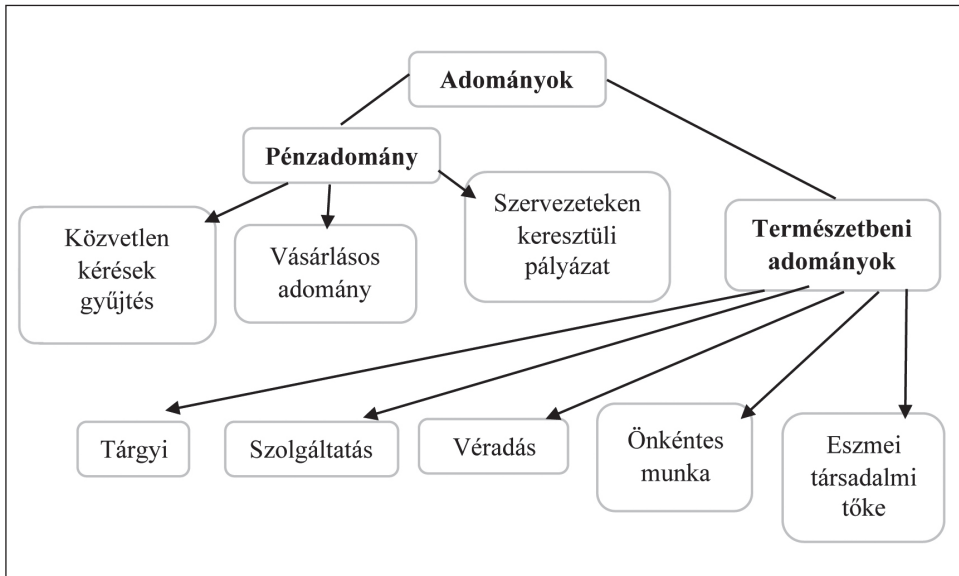 Adományok
Pénzadomány
Közvetlen
kérések
gyűjtés
Vásárlásos
adomány
Szervezeteken
keresztüli
pályázat
Természetbeni
adományok
Tárgyi
Szolgáltatás
Véradás
Önkéntes
munka
Eszmei
társadalmi
tőke